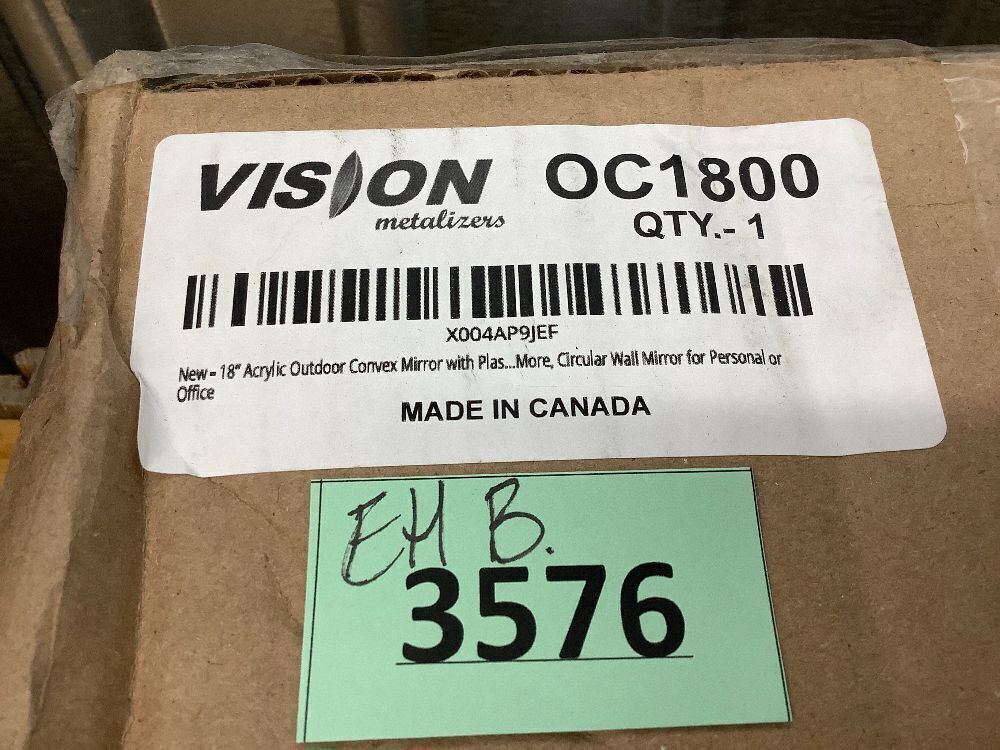 VISION OC1800
metalizers QTY.- 1
X004AP9JEF
New - 18" Acrylic Outdoor Convex Mirror with Plas...More, Circular Wall Mirror for Personal or
Office
MADE IN CANADA
EH B.
3576